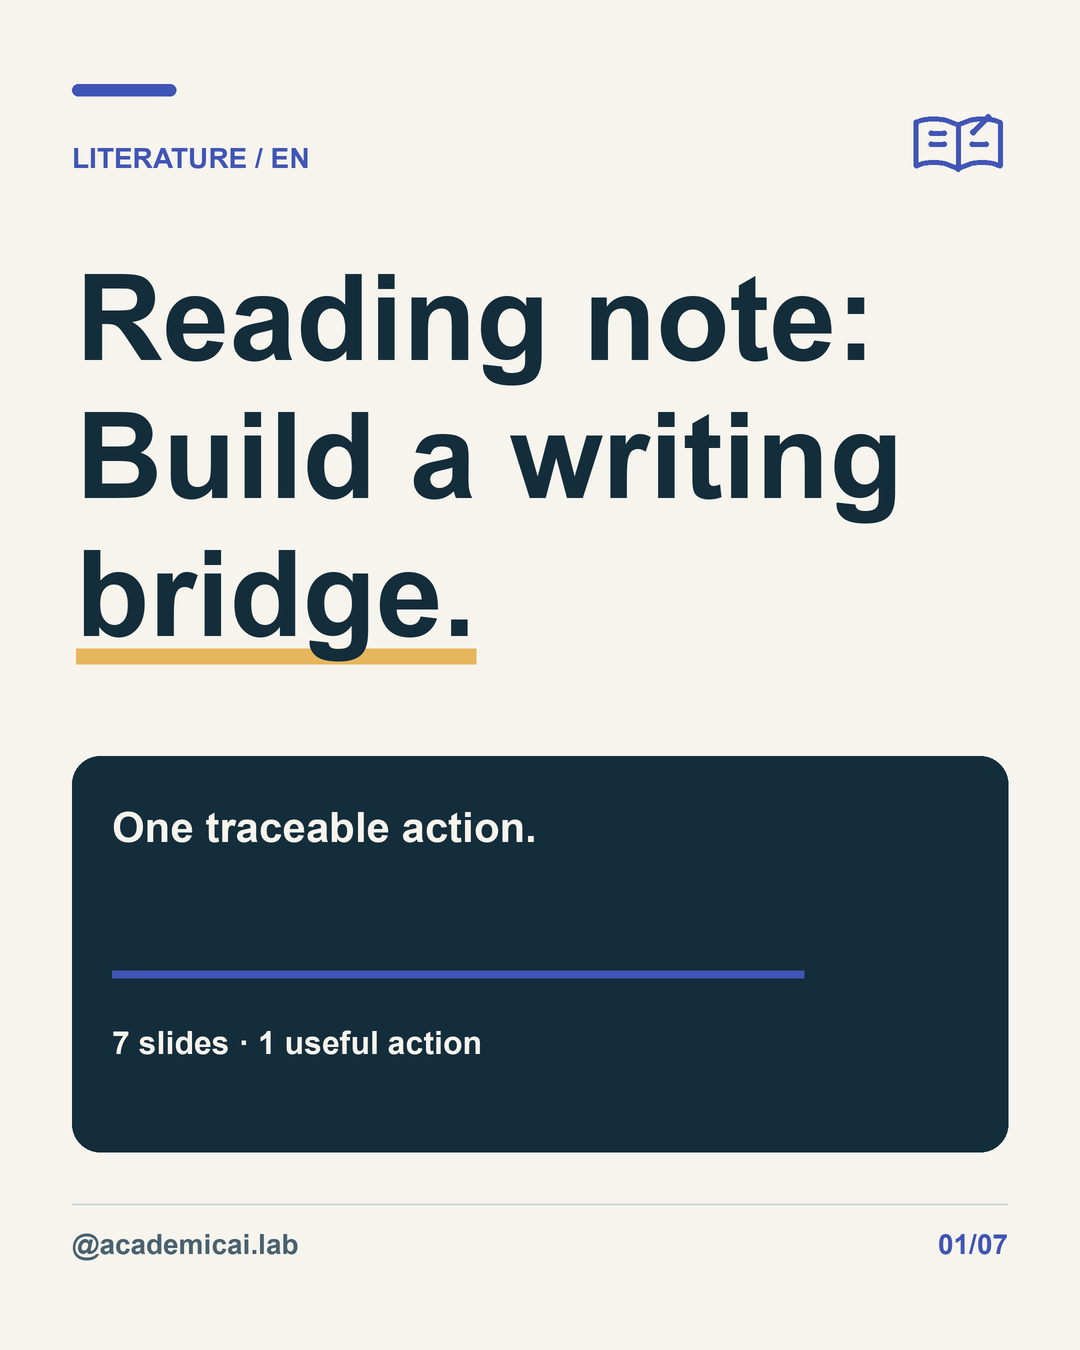 LITERATURE / EN
Reading note:
Build a writing
bridge.
One traceable action.
7 slides · 1 useful action
@academicai.lab
01/07